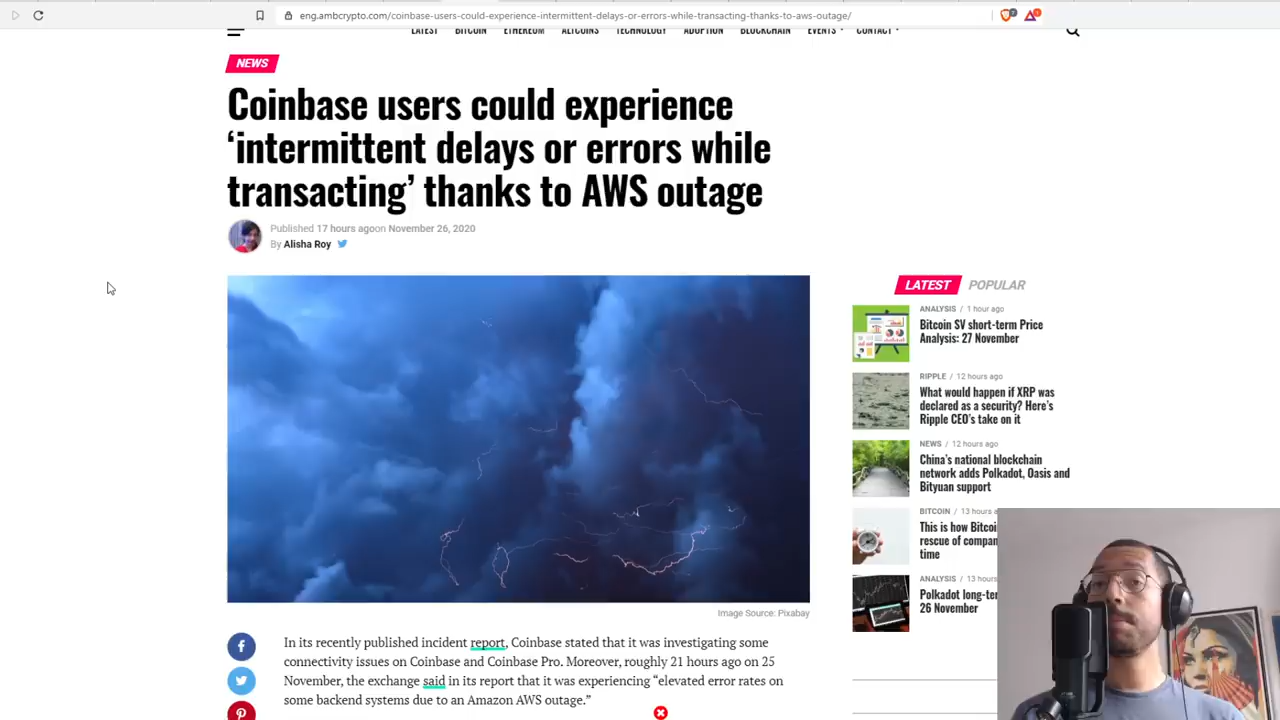 eng.ambcrypto.com/coinbase-users-could-experience-intermittent-delays-or-errors-while-transacting-thanks-to-aws-outage/
LATEST BITCOIN ETHEREUM ALTCOINS TECHNOLOGY ADOPTION BLOCKCHAIN EVENTS CONTACT
NEWS
Coinbase users could experience
‘intermittent delays or errors while
transacting’ thanks to AWS outage
Published 17 hours agoon November 26, 2020
By Alisha Roy
LATEST POPULAR
ANALYSIS / 1 hour ago
Bitcoin SV short-term Price
Analysis: 27 November
RIPPLE / 12 hours ago
What would happen if XRP was
declared as a security? Here's
Ripple CEO's take on it
NEWS / 12 hours ago
China's national blockchain
network adds Polkadot, Oasis and
Bityuan support
BITCOIN / 13 hours a
This is how Bitcoi
rescue of compan
time
ANALYSIS / 13 hours
Polkadot long-te
26 November
Image Source: Pixabay
In its recently published incident report, Coinbase stated that it was investigating some
connectivity issues on Coinbase and Coinbase Pro. Moreover, roughly 21 hours ago on 25
November, the exchange said in its report that it was experiencing “elevated error rates on
some backend systems due to an Amazon AWS outage.”